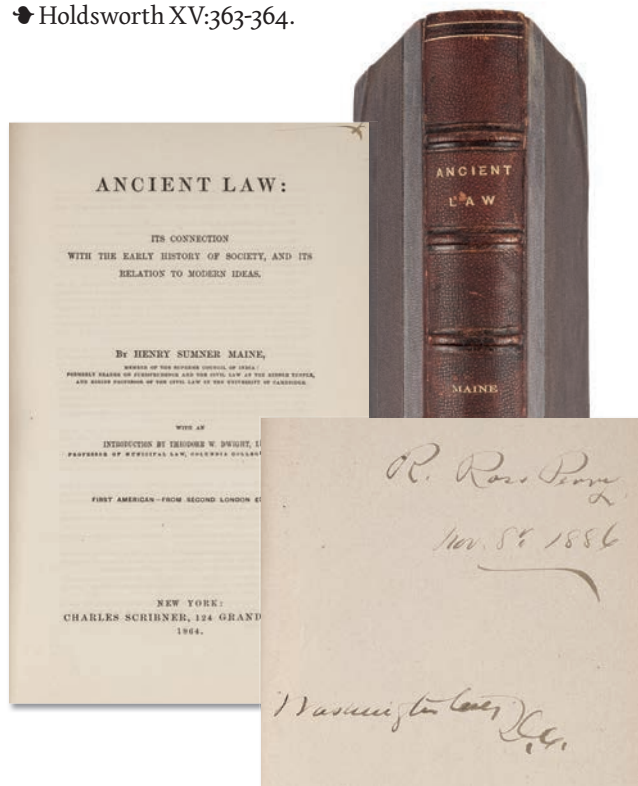 ❧ Holdsworth XV:363-364.
ANCIENT LAW:
ITS CONNECTION
WITH THE EARLY HISTORY OF SOCIETY, AND ITS
RELATION TO MODERN IDEAS.
By HENRY SUMNER MAINE,
MEMBER OF THE SUPREME COUNCIL OF INDIA:
FORMERLY READER ON JURISPRUDENCE AND THE CIVIL LAW AT THE MIDDLE TEMPLE,
AND REGIUS PROFESSOR OF THE CIVIL LAW IN THE UNIVERSITY OF CAMBRIDGE.
WITH AN
INTRODUCTION BY THEODORE W. DWIGHT,
PROFESSOR OF MUNICIPAL LAW, COLUMBIA
FIRST AMERICAN—FROM SECOND LONDON
NEW YORK:
CHARLES SCRIBNER, 124 GRAND
1864.
ANCIENT
LAW
MAINE
R. Ross Perry
Nov. 8th, 1886
Washington City
D.C.